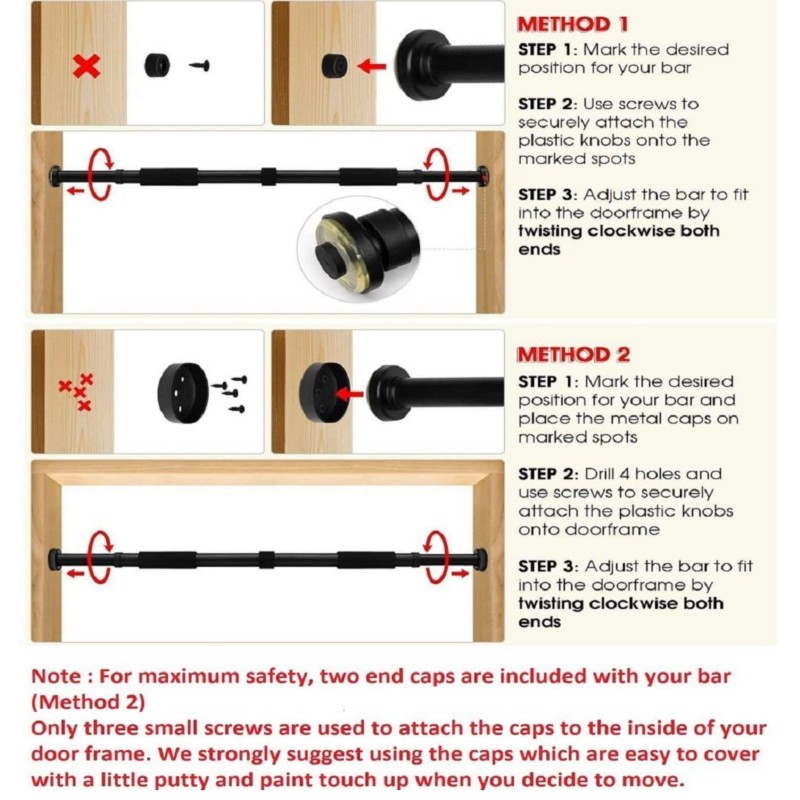 METHOD 1
STEP 1: Mark the desired
position for your bar
STEP 2: Use screws to
securely attach the
plastic knobs onto the
marked spots
STEP 3: Adjust the bar to fit
into the doorframe by
twisting clockwise both
ends
METHOD 2
STEP 1: Mark the desired
position for your bar and
place the metal caps on
marked spots
STEP 2: Drill 4 holes and
use screws to securely
attach the plastic knobs
onto doorframe
STEP 3: Adjust the bar to fit
into the doorframe by
twisting clockwise both
ends
Note : For maximum safety, two end caps are included with your bar
(Method 2)
Only three small screws are used to attach the caps to the inside of your
door frame. We strongly suggest using the caps which are easy to cover
with a little putty and paint touch up when you decide to move.